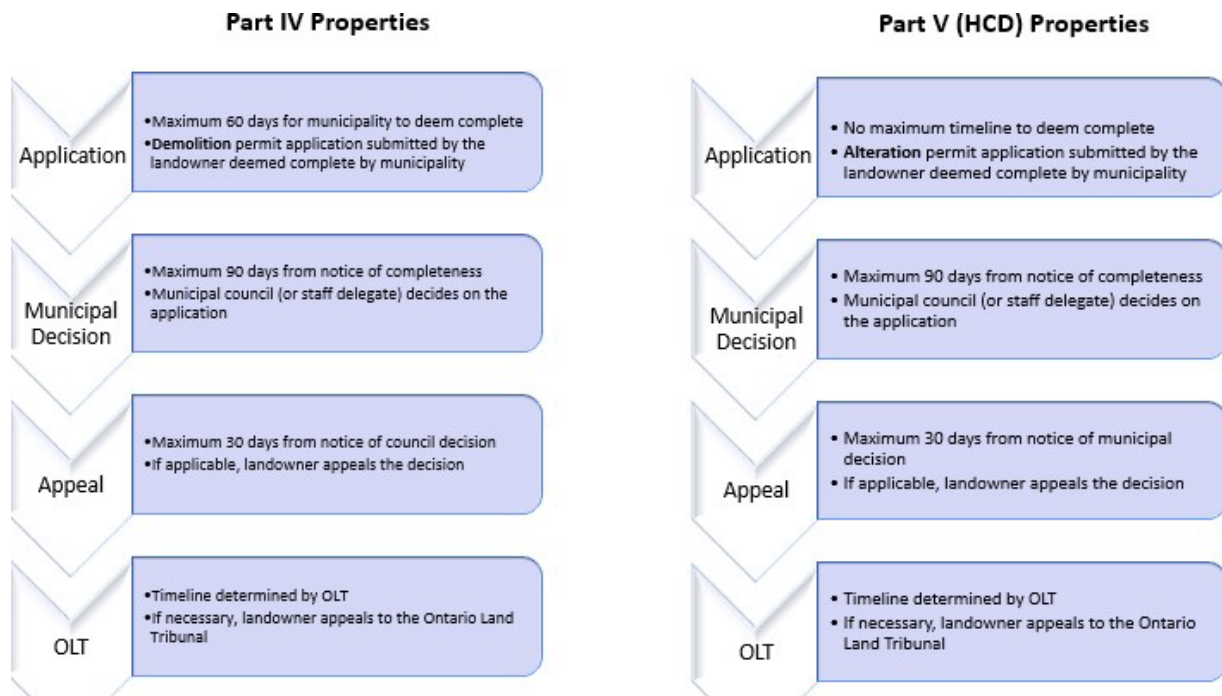 Part IV Properties
Application
•Maximum 60 days for municipality to deem complete
•Demolition permit application submitted by the
landowner deemed complete by municipality
Municipal
Decision
•Maximum 90 days from notice of completeness
•Municipal council (or staff delegate) decides on the
application
Appeal
•Maximum 30 days from notice of council decision
•If applicable, landowner appeals the decision
OLT
•Timeline determined by OLT
•If necessary, landowner appeals to the Ontario Land
Tribunal
Part V (HCD) Properties
Application
• No maximum timeline to deem complete
• Alteration permit application submitted by the
landowner deemed complete by municipality
Municipal
Decision
• Maximum 90 days from notice of completeness
• Municipal council (or staff delegate) decides on
the application
Appeal
• Maximum 30 days from notice of municipal
decision
• If applicable, landowner appeals the decision
OLT
• Timeline determined by OLT
• If necessary, landowner appeals to the Ontario
Land Tribunal